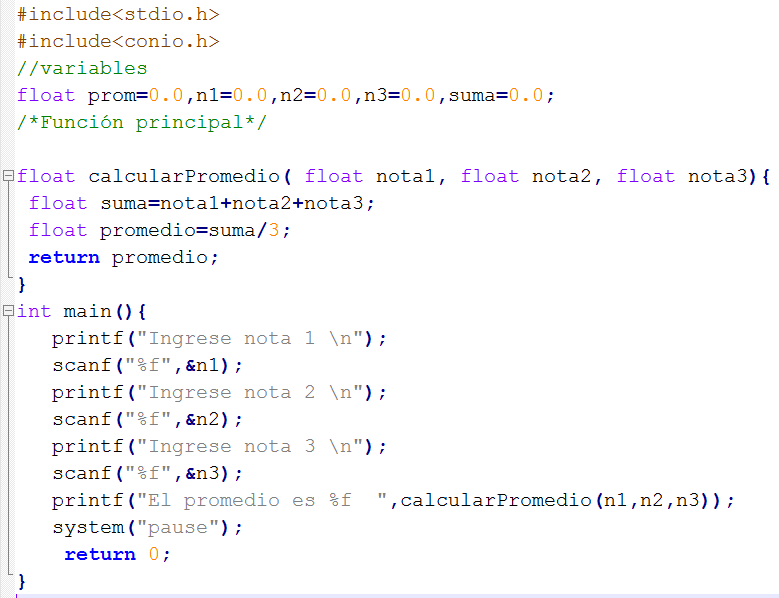 #include<stdio.h>
#include<conio.h>
//variables
float prom=0.0,n1=0.0,n2=0.0,n3=0.0,suma=0.0;
/*Función principal*/
float calcularPromedio( float nota1, float nota2, float nota3){
float suma=nota1+nota2+nota3;
float promedio=suma/3;
return promedio;
}
int main(){
printf("Ingrese nota 1 \n");
scanf("%f",&n1);
printf("Ingrese nota 2 \n");
scanf("%f",&n2);
printf("Ingrese nota 3 \n");
scanf("%f",&n3);
printf("El promedio es %f  ",calcularPromedio(n1,n2,n3));
system("pause");
return 0;
}